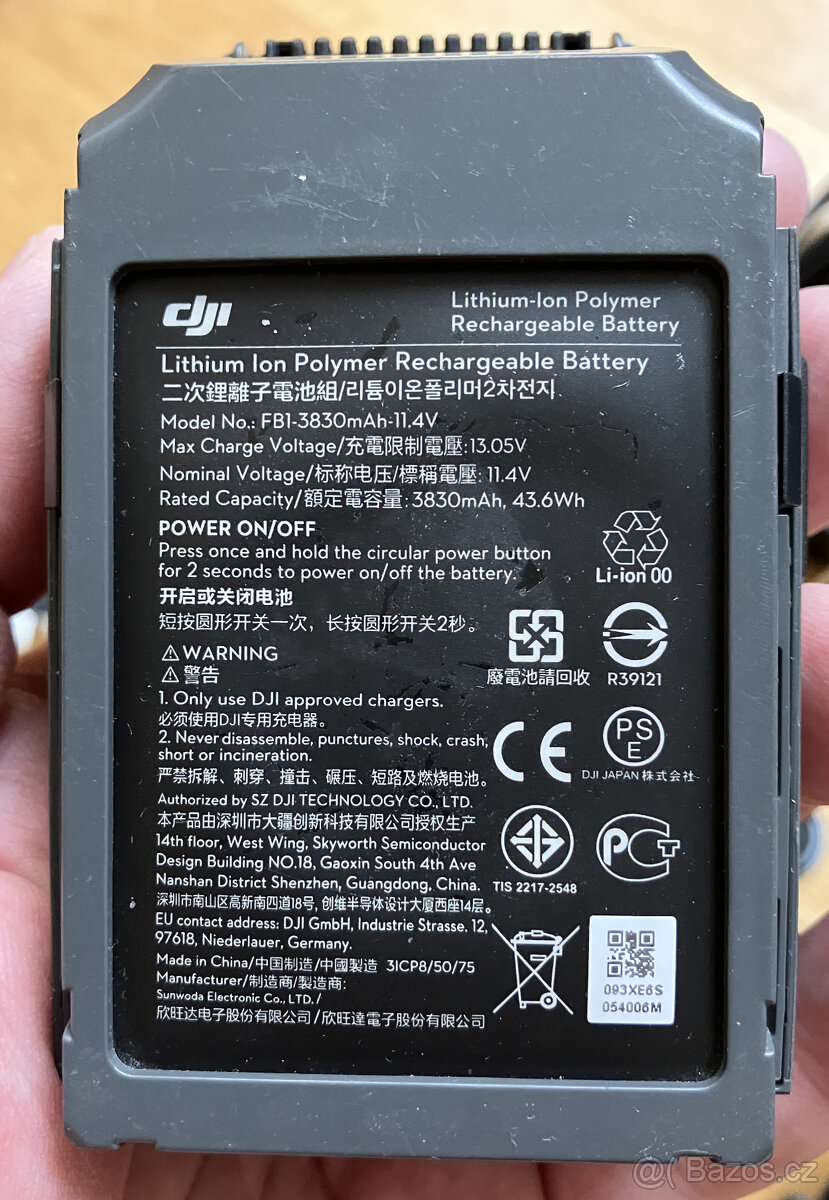 dji
Lithium-Ion Polymer
Rechargeable Battery
Lithium Ion Polymer Rechargeable Battery
二次鋰離子電池組/리튬이온폴리머2차전지
Model No.: FB1-3830mAh-11.4V
Max Charge Voltage/充電限制電壓:13.05V
Nominal Voltage/标称电压/標稱電壓: 11.4V
Rated Capacity/額定電容量: 3830mAh, 43.6Wh
POWER ON/OFF
Press once and hold the circular power button
for 2 seconds to power on/off the battery.
开启或关闭电池
短按圆形开关一次，长按圆形开关2秒。
Li-ion 00
⚠WARNING
⚠警告
廢電池請回收
R39121
1. Only use DJI approved chargers.
必须使用DJI专用充电器。
2. Never disassemble, punctures, shock, crash,
short or incineration.
严禁拆解、刺穿、撞击、碾压、短路及燃烧电池。
CE
PS
E
DJI JAPAN 株式会社
Authorized by SZ DJI TECHNOLOGY CO., LTD.
本产品由深圳市大疆创新科技有限公司授权生产
14th floor, West Wing, Skyworth Semiconductor
Design Building NO.18, Gaoxin South 4th Ave
Nanshan District Shenzhen, Guangdong, China.
深圳市南山区高新南四道18号, 创维半导体设计大厦西座14层。
TIS 2217-2548
PCT
EU contact address: DJI GmbH, Industrie Strasse. 12,
97618, Niederlauer, Germany.
Made in China/中国制造/中國製造 3ICP8/50/75
Manufacturer/制造商/製造商:
Sunwoda Electronic Co., LTD. /
欣旺达电子股份有限公司/欣旺達電子股份有限公司
093XE6S
054006M
@ Bazos.cz